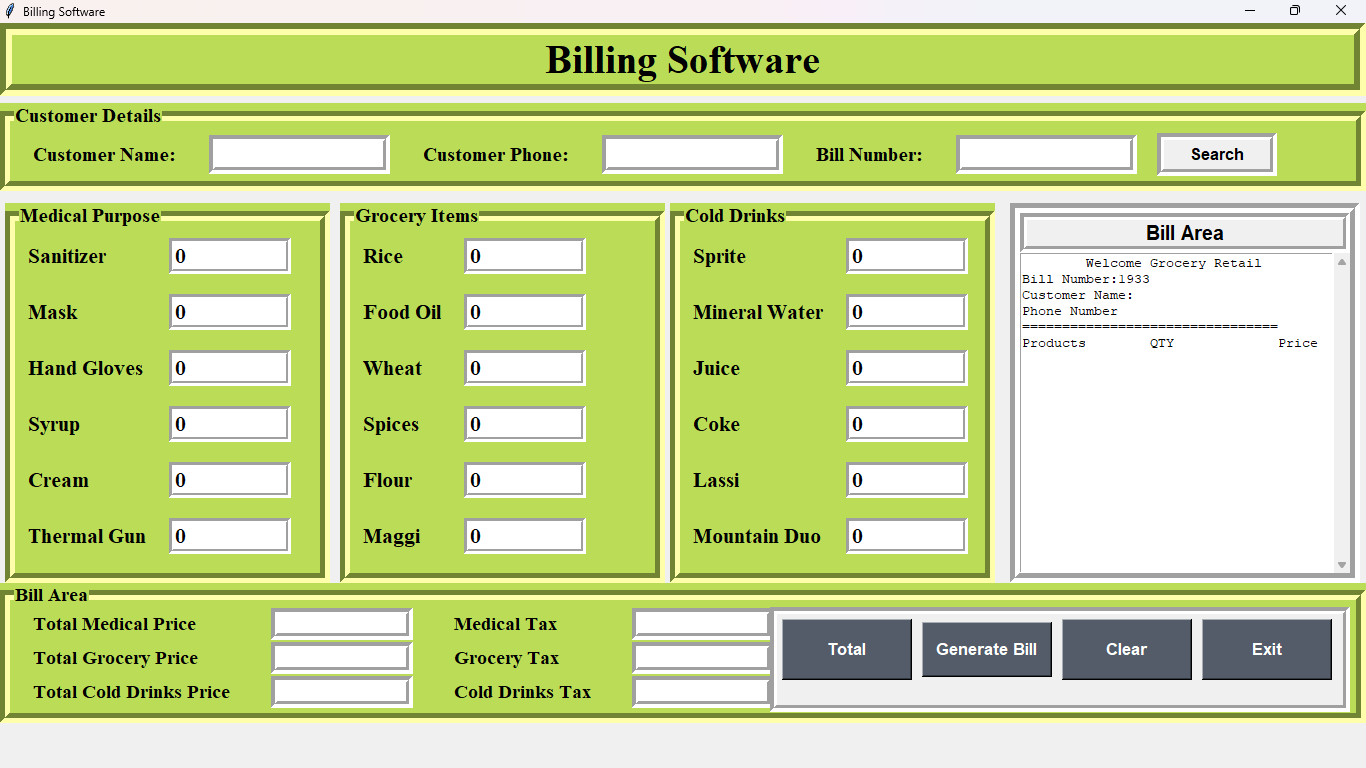 Billing Software
Billing Software
Customer Details
Customer Name: Customer Phone: Bill Number: Search
Medical Purpose
Sanitizer 0
Mask 0
Hand Gloves 0
Syrup 0
Cream 0
Thermal Gun 0
Grocery Items
Rice 0
Food Oil 0
Wheat 0
Spices 0
Flour 0
Maggi 0
Cold Drinks
Sprite 0
Mineral Water 0
Juice 0
Coke 0
Lassi 0
Mountain Duo 0
Bill Area
Welcome Grocery Retail
Bill Number:1933
Customer Name:
Phone Number
================================
Products QTY Price
Bill Area
Total Medical Price Medical Tax
Total Grocery Price Grocery Tax
Total Cold Drinks Price Cold Drinks Tax
Total Generate Bill Clear Exit